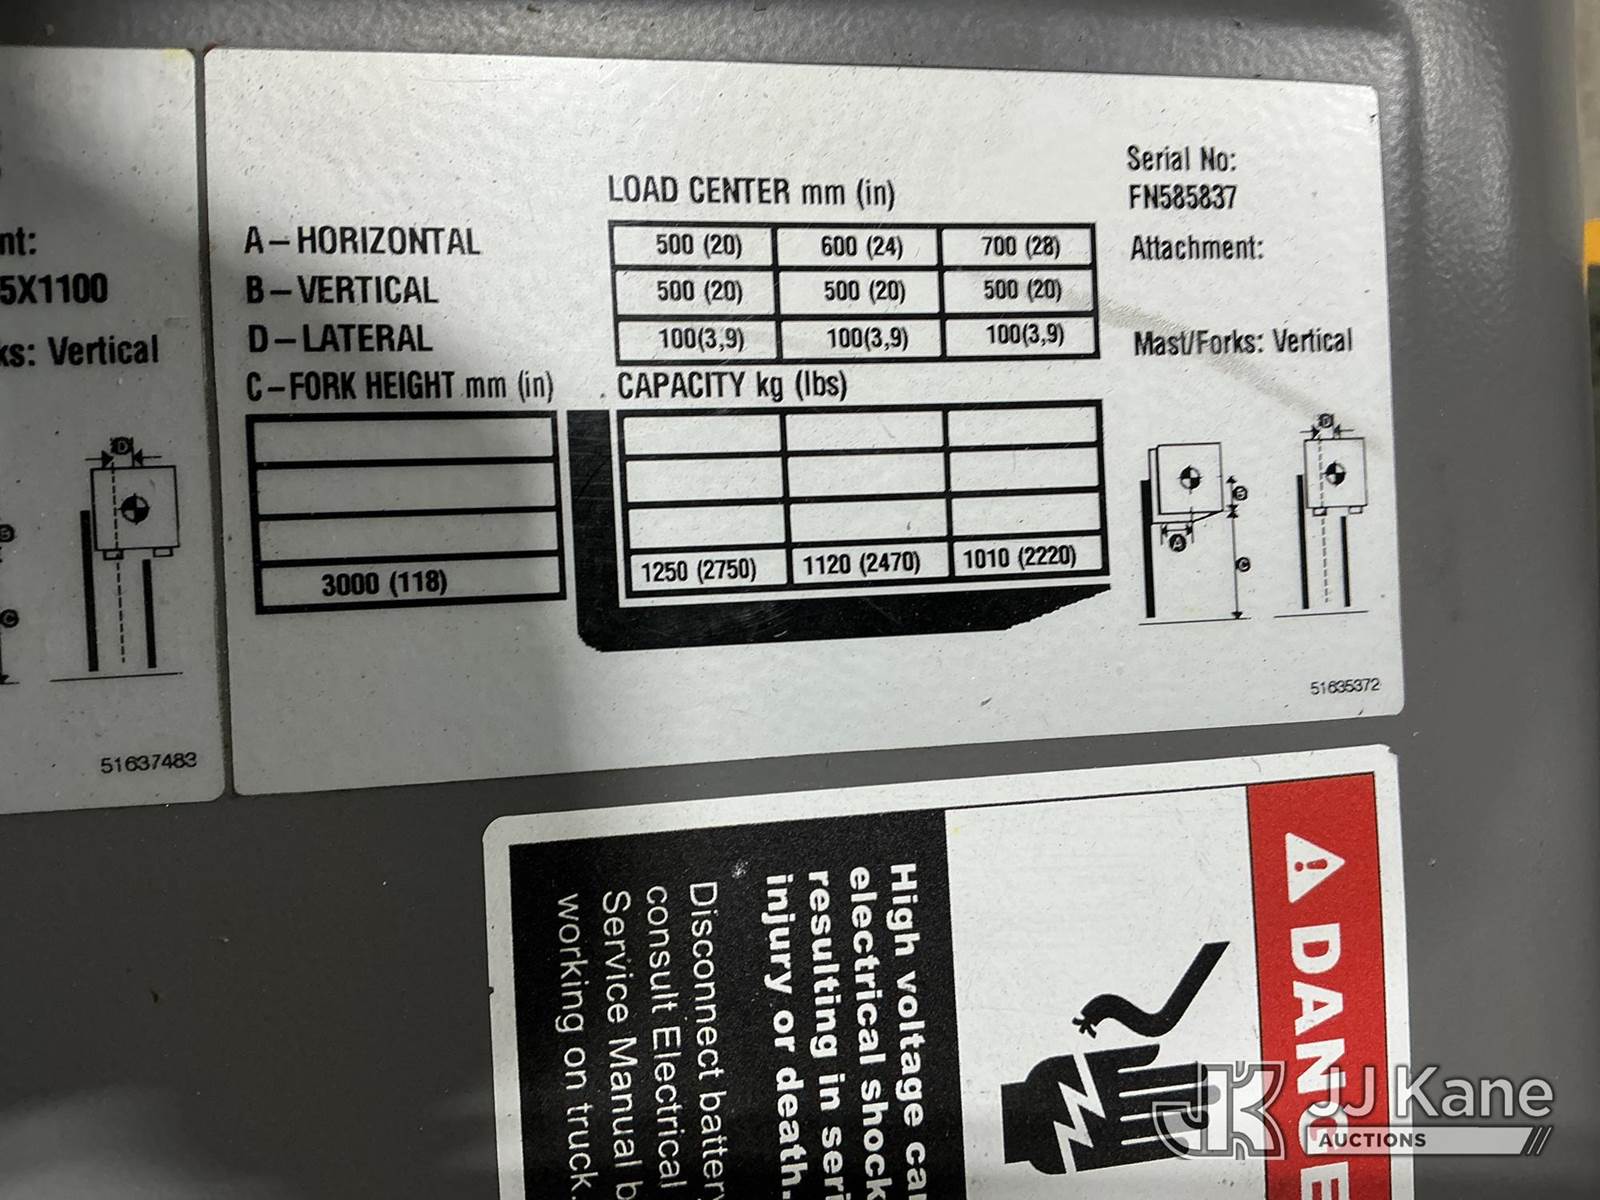 nt:
5X1100
ks: Vertical
D
B
C
51637483
LOAD CENTER mm (in)
A–HORIZONTAL 500 (20) 600 (24) 700 (28)
B–VERTICAL 500 (20) 500 (20) 500 (20)
D–LATERAL 100(3,9) 100(3,9) 100(3,9)
C–FORK HEIGHT mm (in) CAPACITY kg (lbs)
3000 (118) 1250 (2750) 1120 (2470) 1010 (2220)
Serial No:
FN585837
Attachment:
Mast/Forks: Vertical
D
B
A
C
51635372
DANGE
High voltage ca
electrical shoc
resulting in seri
injury or death.
Disconnect battery
consult Electrical
Service Manual b
working on truck.
JK JJ Kane
AUCTIONS